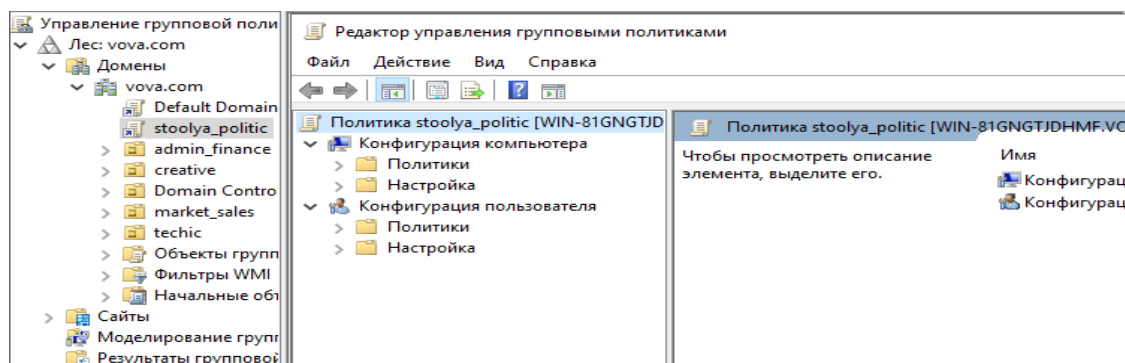 Управление групповой поли
Лес: vova.com
Домены
vova.com
Default Domain
stoolya_politic
admin_finance
creative
Domain Contro
market_sales
techic
Объекты групп
Фильтры WMI
Начальные объ
Сайты
Моделирование групп
Результаты групповой
Редактор управления групповыми политиками
Файл Действие Вид Справка
Политика stoolya_politic [WIN-81GNGTJD
Конфигурация компьютера
Политики
Настройка
Конфигурация пользователя
Политики
Настройка
Политика stoolya_politic [WIN-81GNGTJDHMF.VO
Чтобы просмотреть описание
элемента, выделите его.
Имя
Конфигурац
Конфигурац